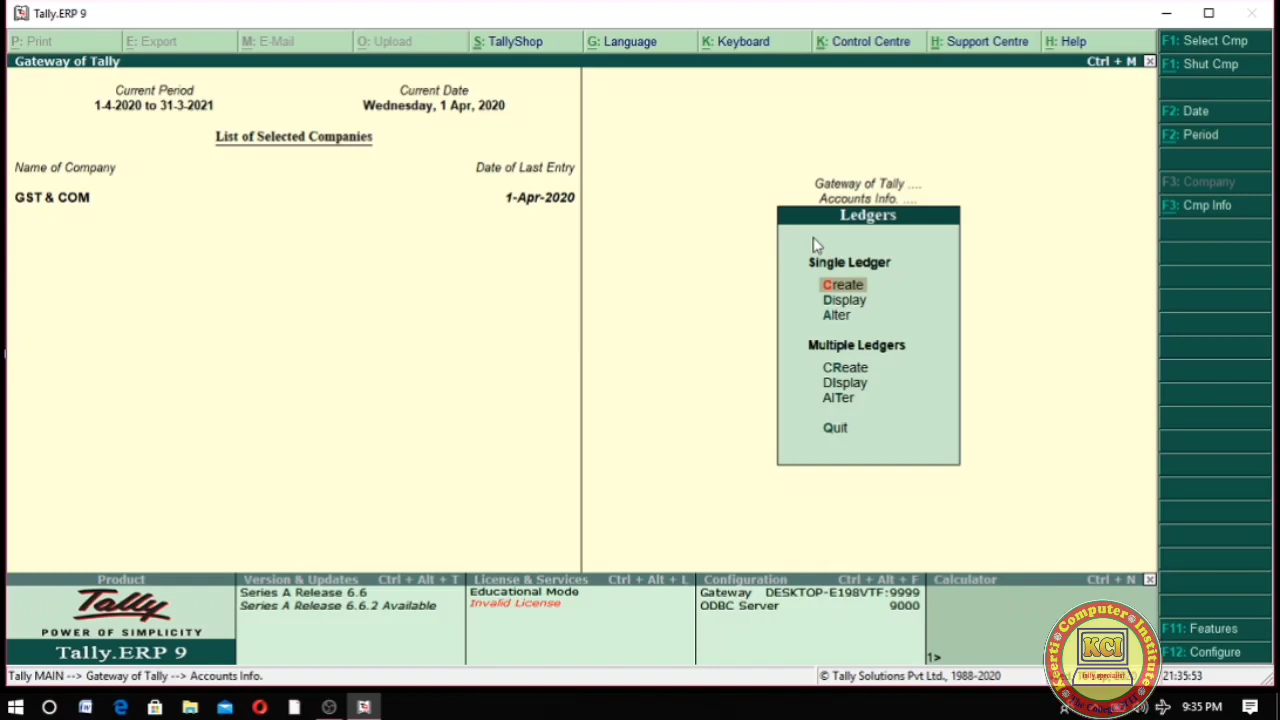 Tally.ERP 9
P: Print
E: Export
M: E-Mail
O: Upload
S: TallyShop
G: Language
K: Keyboard
K: Control Centre
H: Support Centre
H: Help
Gateway of Tally
Ctrl + M
Current Period
1-4-2020 to 31-3-2021
Current Date
Wednesday, 1 Apr, 2020
List of Selected Companies
Name of Company
Date of Last Entry
GST & COM
1-Apr-2020
Gateway of Tally ....
Accounts Info. ....
Ledgers
Single Ledger
Create
Display
Alter
Multiple Ledgers
CReate
DIsplay
AlTer
Quit
F1: Select Cmp
F1: Shut Cmp
F2: Date
F2: Period
F3: Company
F3: Cmp Info
F11: Features
F12: Configure
Product
Tally
POWER OF SIMPLICITY
Tally.ERP 9
Version & Updates Ctrl + Alt + T
Series A Release 6.6
Series A Release 6.6.2 Available
License & Services Ctrl + Alt + L
Educational Mode
Invalid License
Configuration Ctrl + Alt + F
Gateway DESKTOP-E198VTF:9999
ODBC Server 9000
Calculator Ctrl + N
1>
Tally MAIN --> Gateway of Tally --> Accounts Info.
© Tally Solutions Pvt Ltd., 1988-2020
21:35:53
Keerti Computer Institute
KCI
9:35 PM